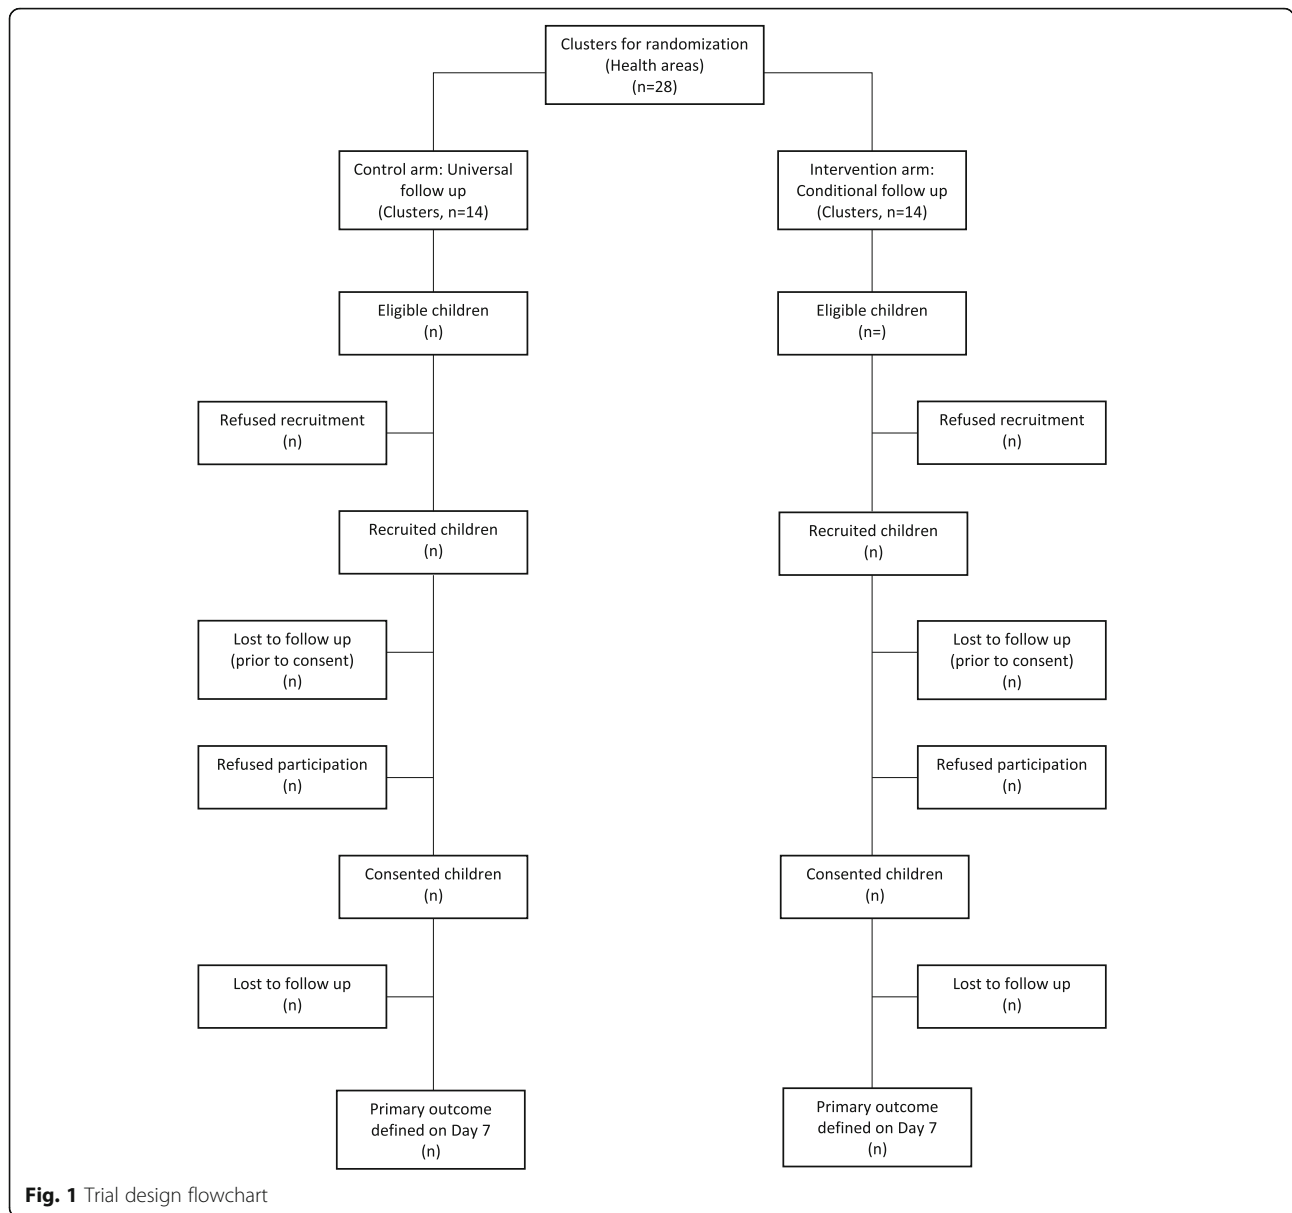 Clusters for randomization
(Health areas)
(n=28)
Control arm: Universal
follow up
(Clusters, n=14)
Intervention arm:
Conditional follow up
(Clusters, n=14)
Eligible children
(n)
Eligible children
(n=)
Refused recruitment
(n)
Refused recruitment
(n)
Recruited children
(n)
Recruited children
(n)
Lost to follow up
(prior to consent)
(n)
Lost to follow up
(prior to consent)
(n)
Refused participation
(n)
Refused participation
(n)
Consented children
(n)
Consented children
(n)
Lost to follow up
(n)
Lost to follow up
(n)
Primary outcome
defined on Day 7
(n)
Primary outcome
defined on Day 7
(n)
Fig. 1 Trial design flowchart